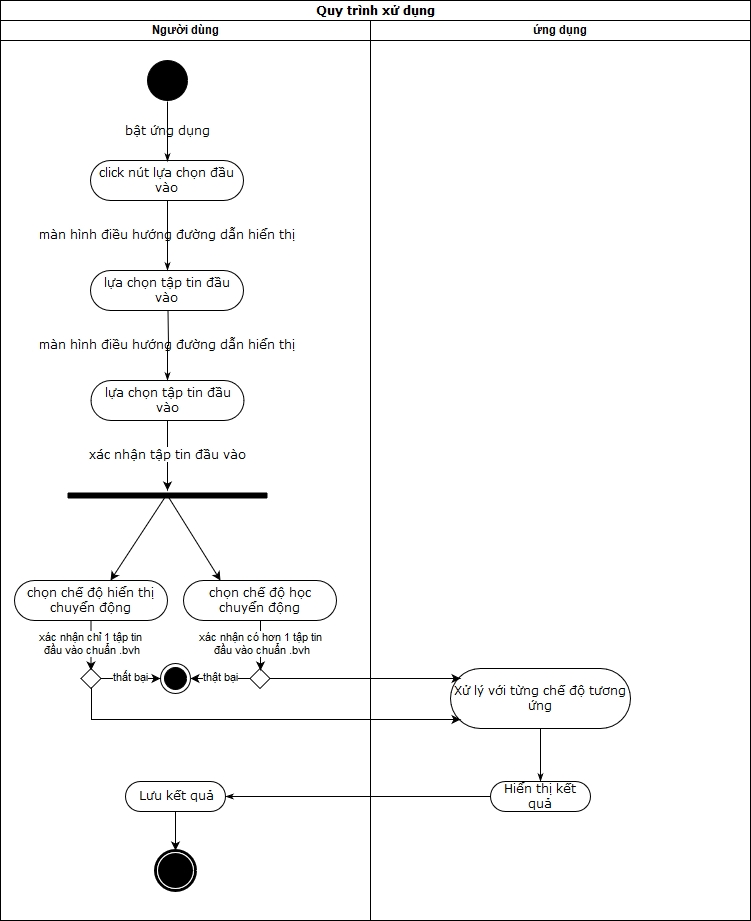 Quy trình xử dụng
Người dùng
ứng dụng
bật ứng dụng
click nút lựa chọn đầu
vào
màn hình điều hướng đường dẫn hiển thị
lựa chọn tập tin đầu
vào
màn hình điều hướng đường dẫn hiển thị
lựa chọn tập tin đầu
vào
xác nhận tập tin đầu vào
chọn chế độ hiển thị
chuyển động
chọn chế độ học
chuyển động
xác nhận chỉ 1 tập tin
đầu vào chuẩn .bvh
xác nhận có hơn 1 tập tin
đầu vào chuẩn .bvh
thất bại
thật bại
Xử lý với từng chế độ tương
ứng
Hiển thị kết
quả
Lưu kết quả